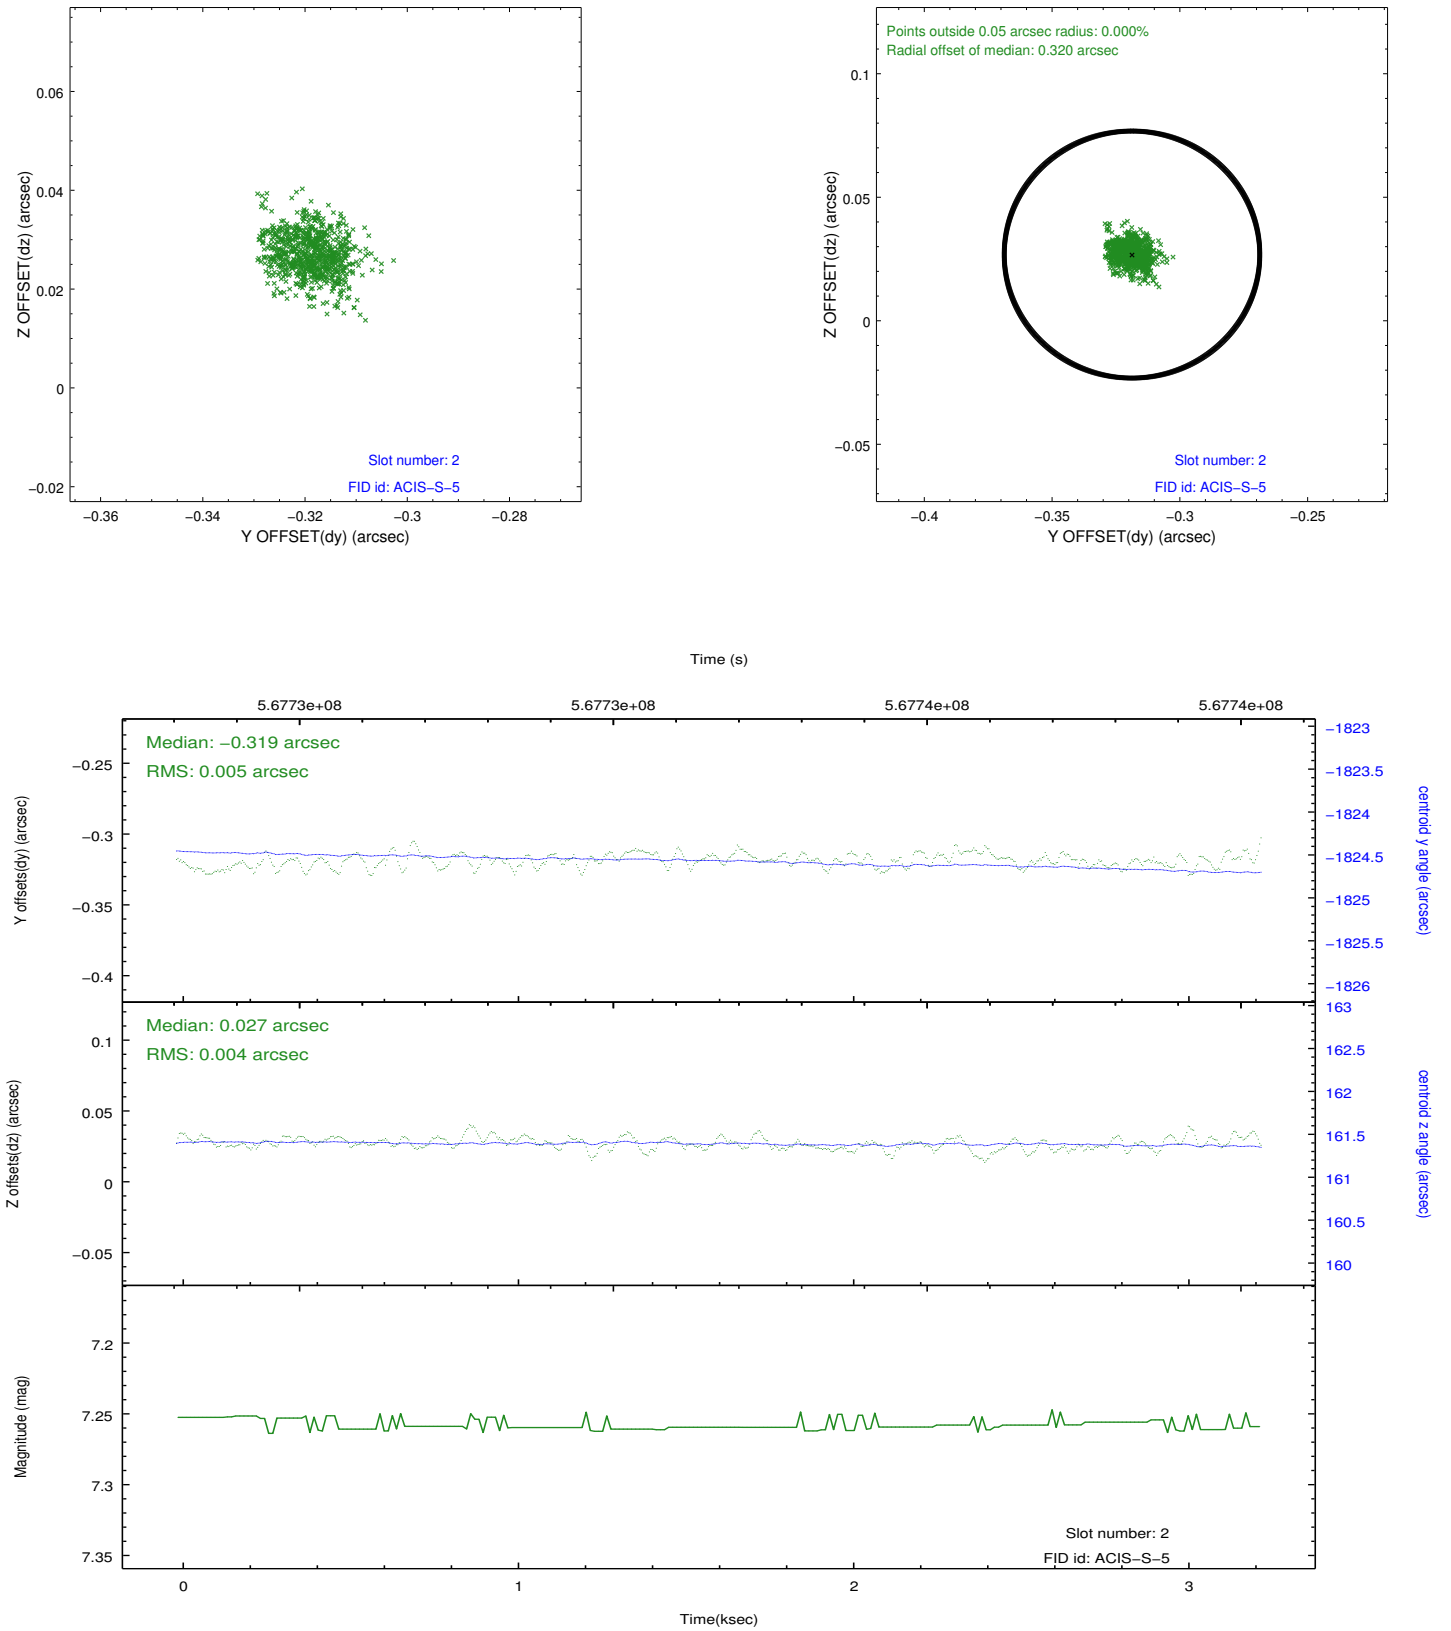 0.06
0.04
0.02
0
−0.02
Z OFFSET(dz) (arcsec)
Slot number: 2
FID id: ACIS−S−5
−0.36
−0.34
−0.32
−0.3
−0.28
Y OFFSET(dy) (arcsec)
Points outside 0.05 arcsec radius: 0.000%
Radial offset of median: 0.320 arcsec
0.1
0.05
0
−0.05
Z OFFSET(dz) (arcsec)
Slot number: 2
FID id: ACIS−S−5
−0.4
−0.35
−0.3
−0.25
Y OFFSET(dy) (arcsec)
Time (s)
5.6773e+08
5.6773e+08
5.6774e+08
5.6774e+08
Median: −0.319 arcsec
RMS: 0.005 arcsec
−0.25
−0.3
−0.35
−0.4
Y offsets(dy) (arcsec)
−1823
−1823.5
−1824
−1824.5
−1825
−1825.5
−1826
centroid y angle (arcsec)
Median: 0.027 arcsec
RMS: 0.004 arcsec
0.1
0.05
0
−0.05
Z offsets(dz) (arcsec)
163
162.5
162
161.5
161
160.5
160
centroid z angle (arcsec)
7.2
7.25
7.3
7.35
Magnitude (mag)
Slot number: 2
FID id: ACIS−S−5
0
1
2
3
Time(ksec)